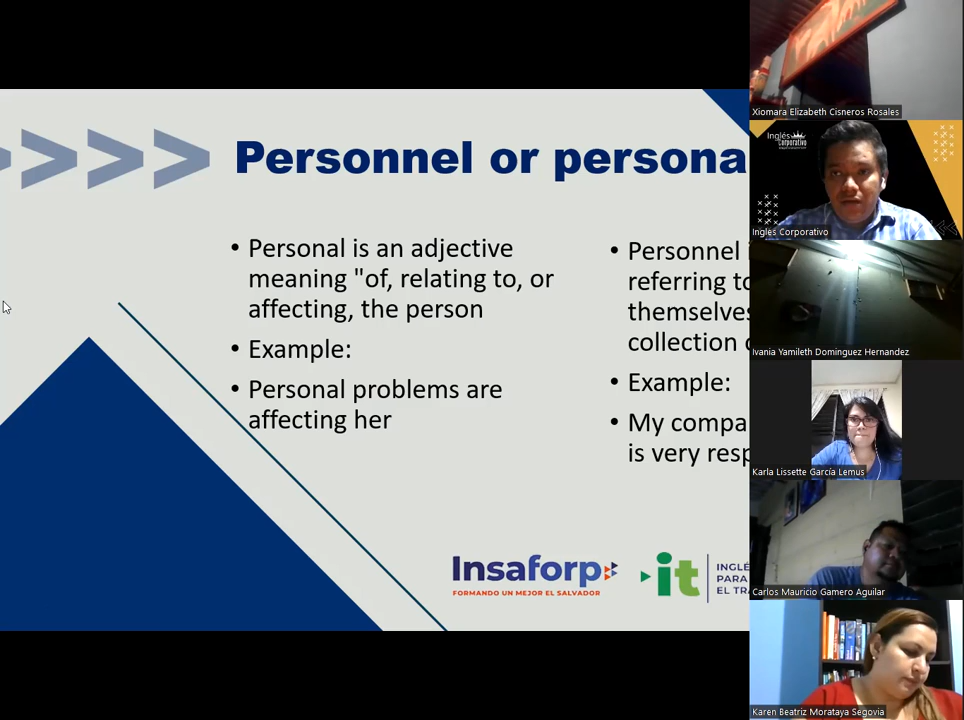 Personnel or persona
• Personal is an adjective
meaning "of, relating to, or
affecting, the person
• Example:
• Personal problems are
affecting her
• Personnel
referring to
themselves
collection
• Example:
• My compa
is very resp
Insaforp
FORMANDO UN MEJOR EL SALVADOR
it
INGLÉ
PARA
EL TRA
Xiomara Elizabeth Cisneros Rosales
Inglés
Corporativo
Inglés Corporativo
Ivania Yamileth Dominguez Hernandez
Karla Lissette García Lemus
Carlos Mauricio Gamero Aguilar
Karen Beatriz Morataya Segovia